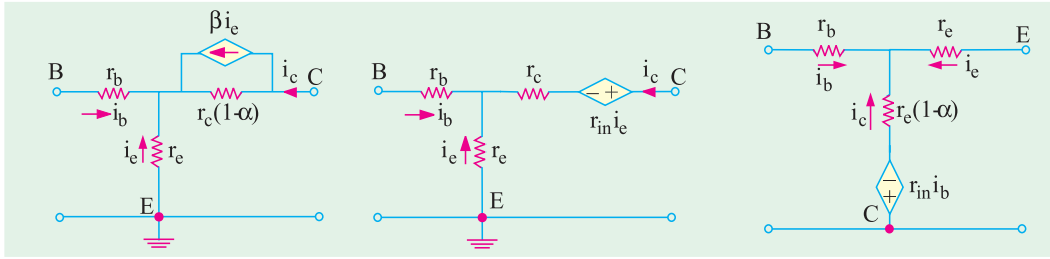 βi_e
B
r_b
i_b
r_c(1-α)
i_c
C
i_e
r_e
E
B
r_b
i_b
r_c
r_in i_e
i_c
C
i_e
r_e
E
B
r_b
i_b
r_e
i_e
E
i_c
r_e(1-α)
r_in i_b
C